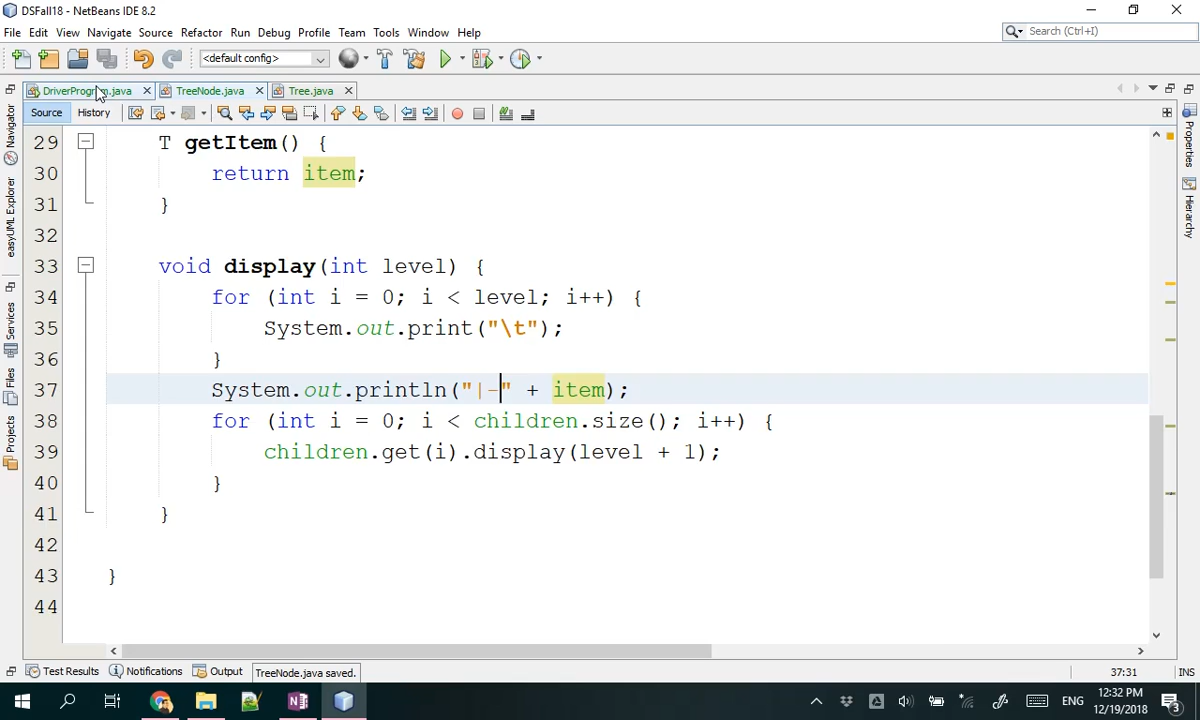 DSFall18 - NetBeans IDE 8.2
File Edit View Navigate Source Refactor Run Debug Profile Team Tools Window Help
Search (Ctrl+I)
<default config>
DriverProgram.java TreeNode.java Tree.java
Source History
Navigator
easyUML Explorer
Services
Files
Projects
Properties
Hierarchy
29 T getItem() {
30 return item;
31 }
32
33 void display(int level) {
34 for (int i = 0; i < level; i++) {
35 System.out.print("\t");
36 }
37 System.out.println("|-" + item);
38 for (int i = 0; i < children.size(); i++) {
39 children.get(i).display(level + 1);
40 }
41 }
42
43 }
44
Test Results Notifications Output TreeNode.java saved. 37:31 INS
ENG
12:32 PM
12/19/2018
3